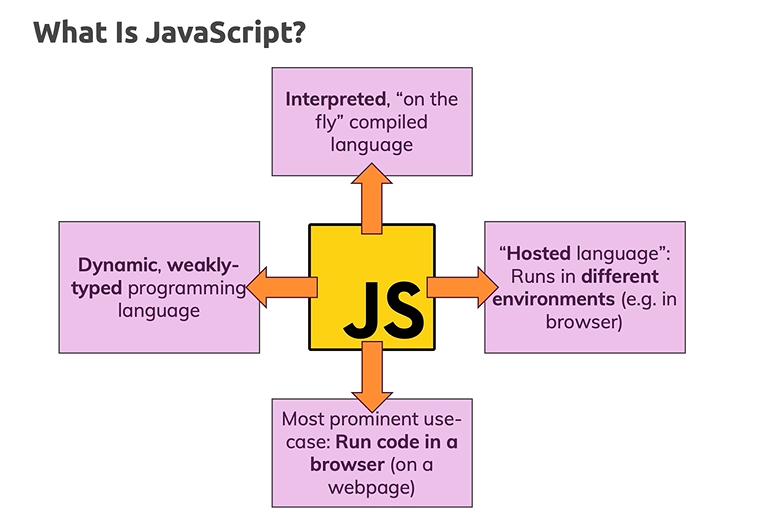 What Is JavaScript?
Interpreted, “on the
fly” compiled
language
Dynamic, weakly-
typed programming
language
JS
“Hosted language”:
Runs in different
environments (e.g. in
browser)
Most prominent use-
case: Run code in a
browser (on a
webpage)